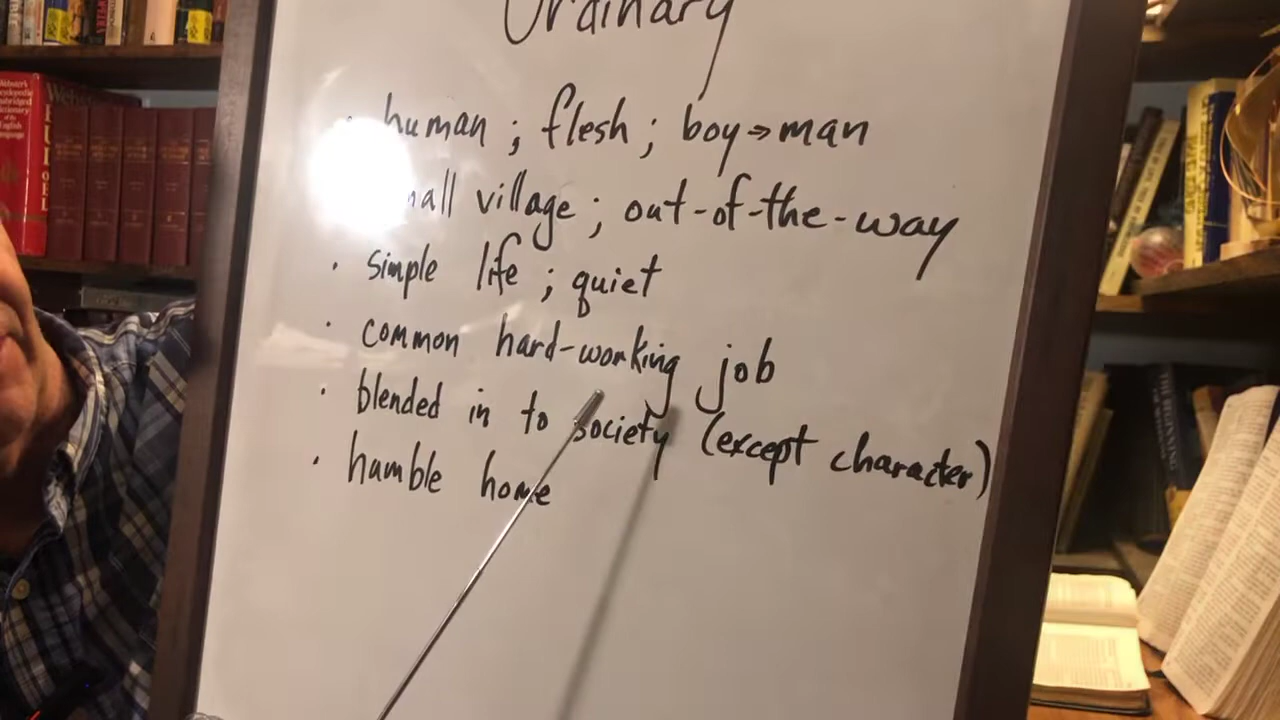 Ordinary
human ; flesh ; boy→man
village ; out-of-the-way
· simple life ; quiet
· common hard-working job
· blended in to society (except character)
· humble home
Webster's